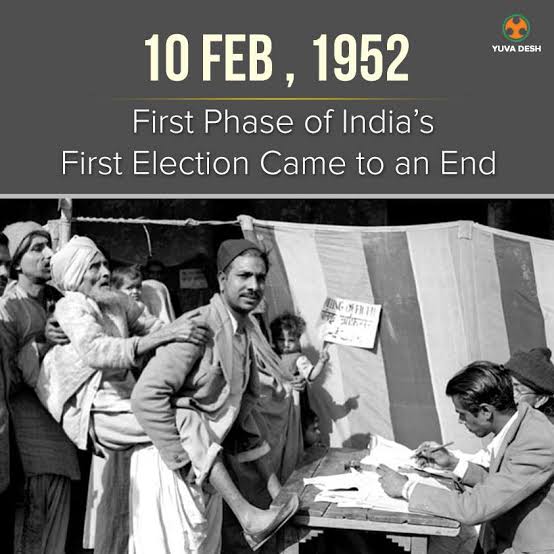 10 FEB , 1952
YUVA DESH
First Phase of India's
First Election Came to an End